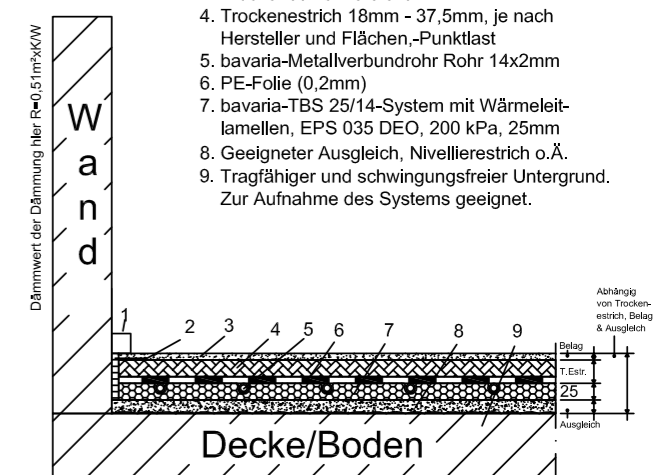 4. Trockenestrich 18mm - 37,5mm, je nach
Hersteller und Flächen,-Punktlast
5. bavaria-Metallverbundrohr Rohr 14x2mm
6. PE-Folie (0,2mm)
7. bavaria-TBS 25/14-System mit Wärmeleit-
lamellen, EPS 035 DEO, 200 kPa, 25mm
8. Geeigneter Ausgleich, Nivellierestrich o.Ä.
9. Tragfähiger und schwingungsfreier Untergrund.
Zur Aufnahme des Systems geeignet.
Dämmwert der Dämmung hier R=0,51m²xK/W
Wand
1 2 3 4 5 6 7 8 9
Abhängig
von Trocken-
estrich, Belag
& Ausgleich
Belag
T.Estr.
25
Ausgleich
Decke/Boden